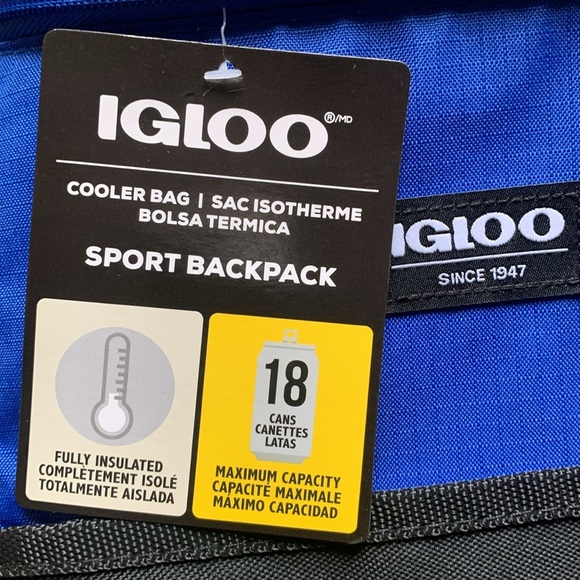 IGLOO ®/MD
COOLER BAG | SAC ISOTHERME
BOLSA TERMICA
SPORT BACKPACK
FULLY INSULATED
COMPLÈTEMENT ISOLÉ
TOTALMENTE AISLADA
18
CANS
CANETTES
LATAS
MAXIMUM CAPACITY
CAPACITÉ MAXIMALE
MÁXIMO CAPACIDAD
IGLOO
SINCE 1947